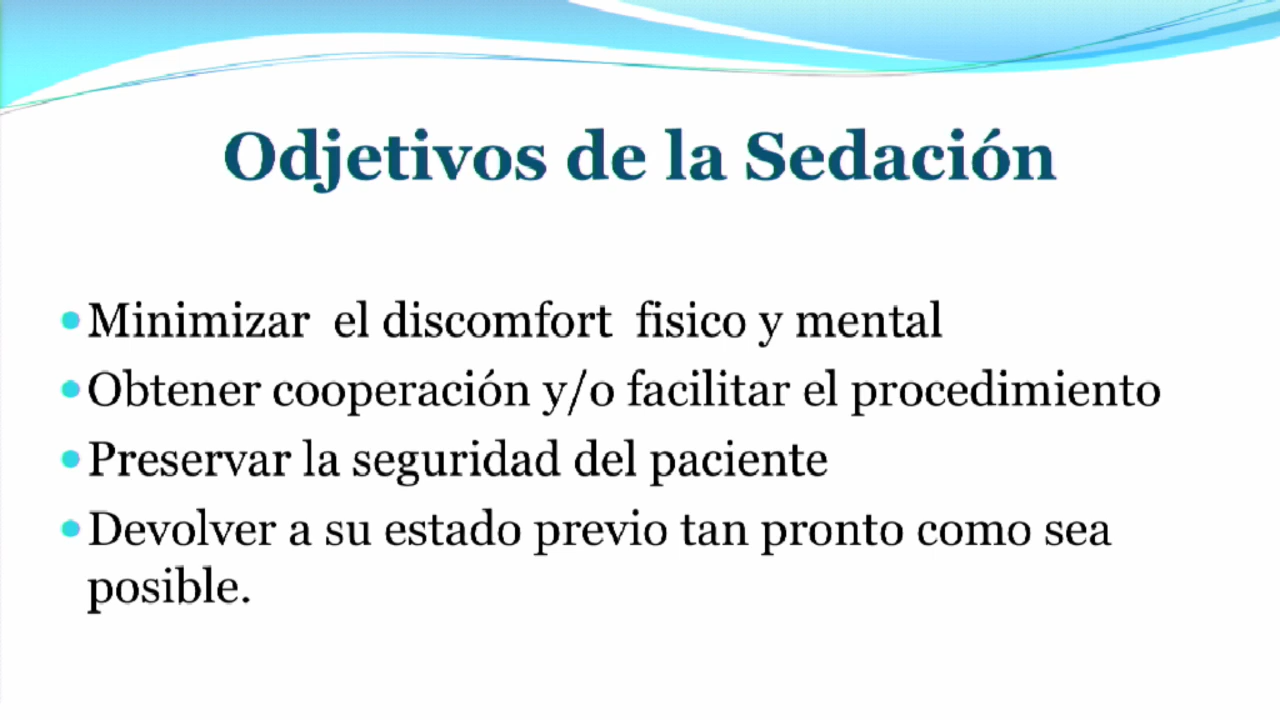 Odjetivos de la Sedación
• Minimizar el discomfort fisico y mental
• Obtener cooperación y/o facilitar el procedimiento
• Preservar la seguridad del paciente
• Devolver a su estado previo tan pronto como sea
posible.